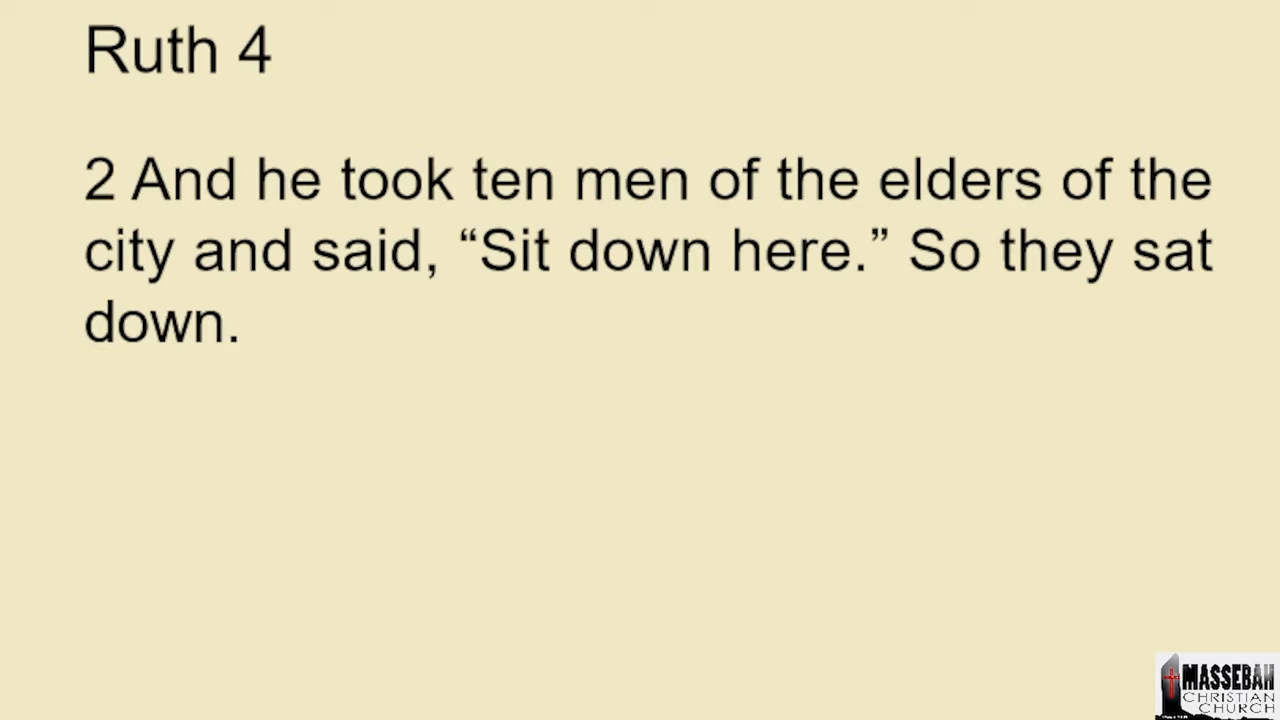 Ruth 4
2 And he took ten men of the elders of the
city and said, “Sit down here.” So they sat
down.
MASSEBAH
CHRISTIAN
CHURCH